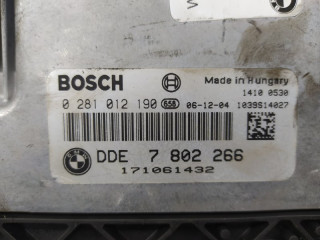 BOSCH
Made in Hungary
1410 0530
0 281 012 190 658 06-12-04 1039S14027
BMW DDE 7 802 266
171061432